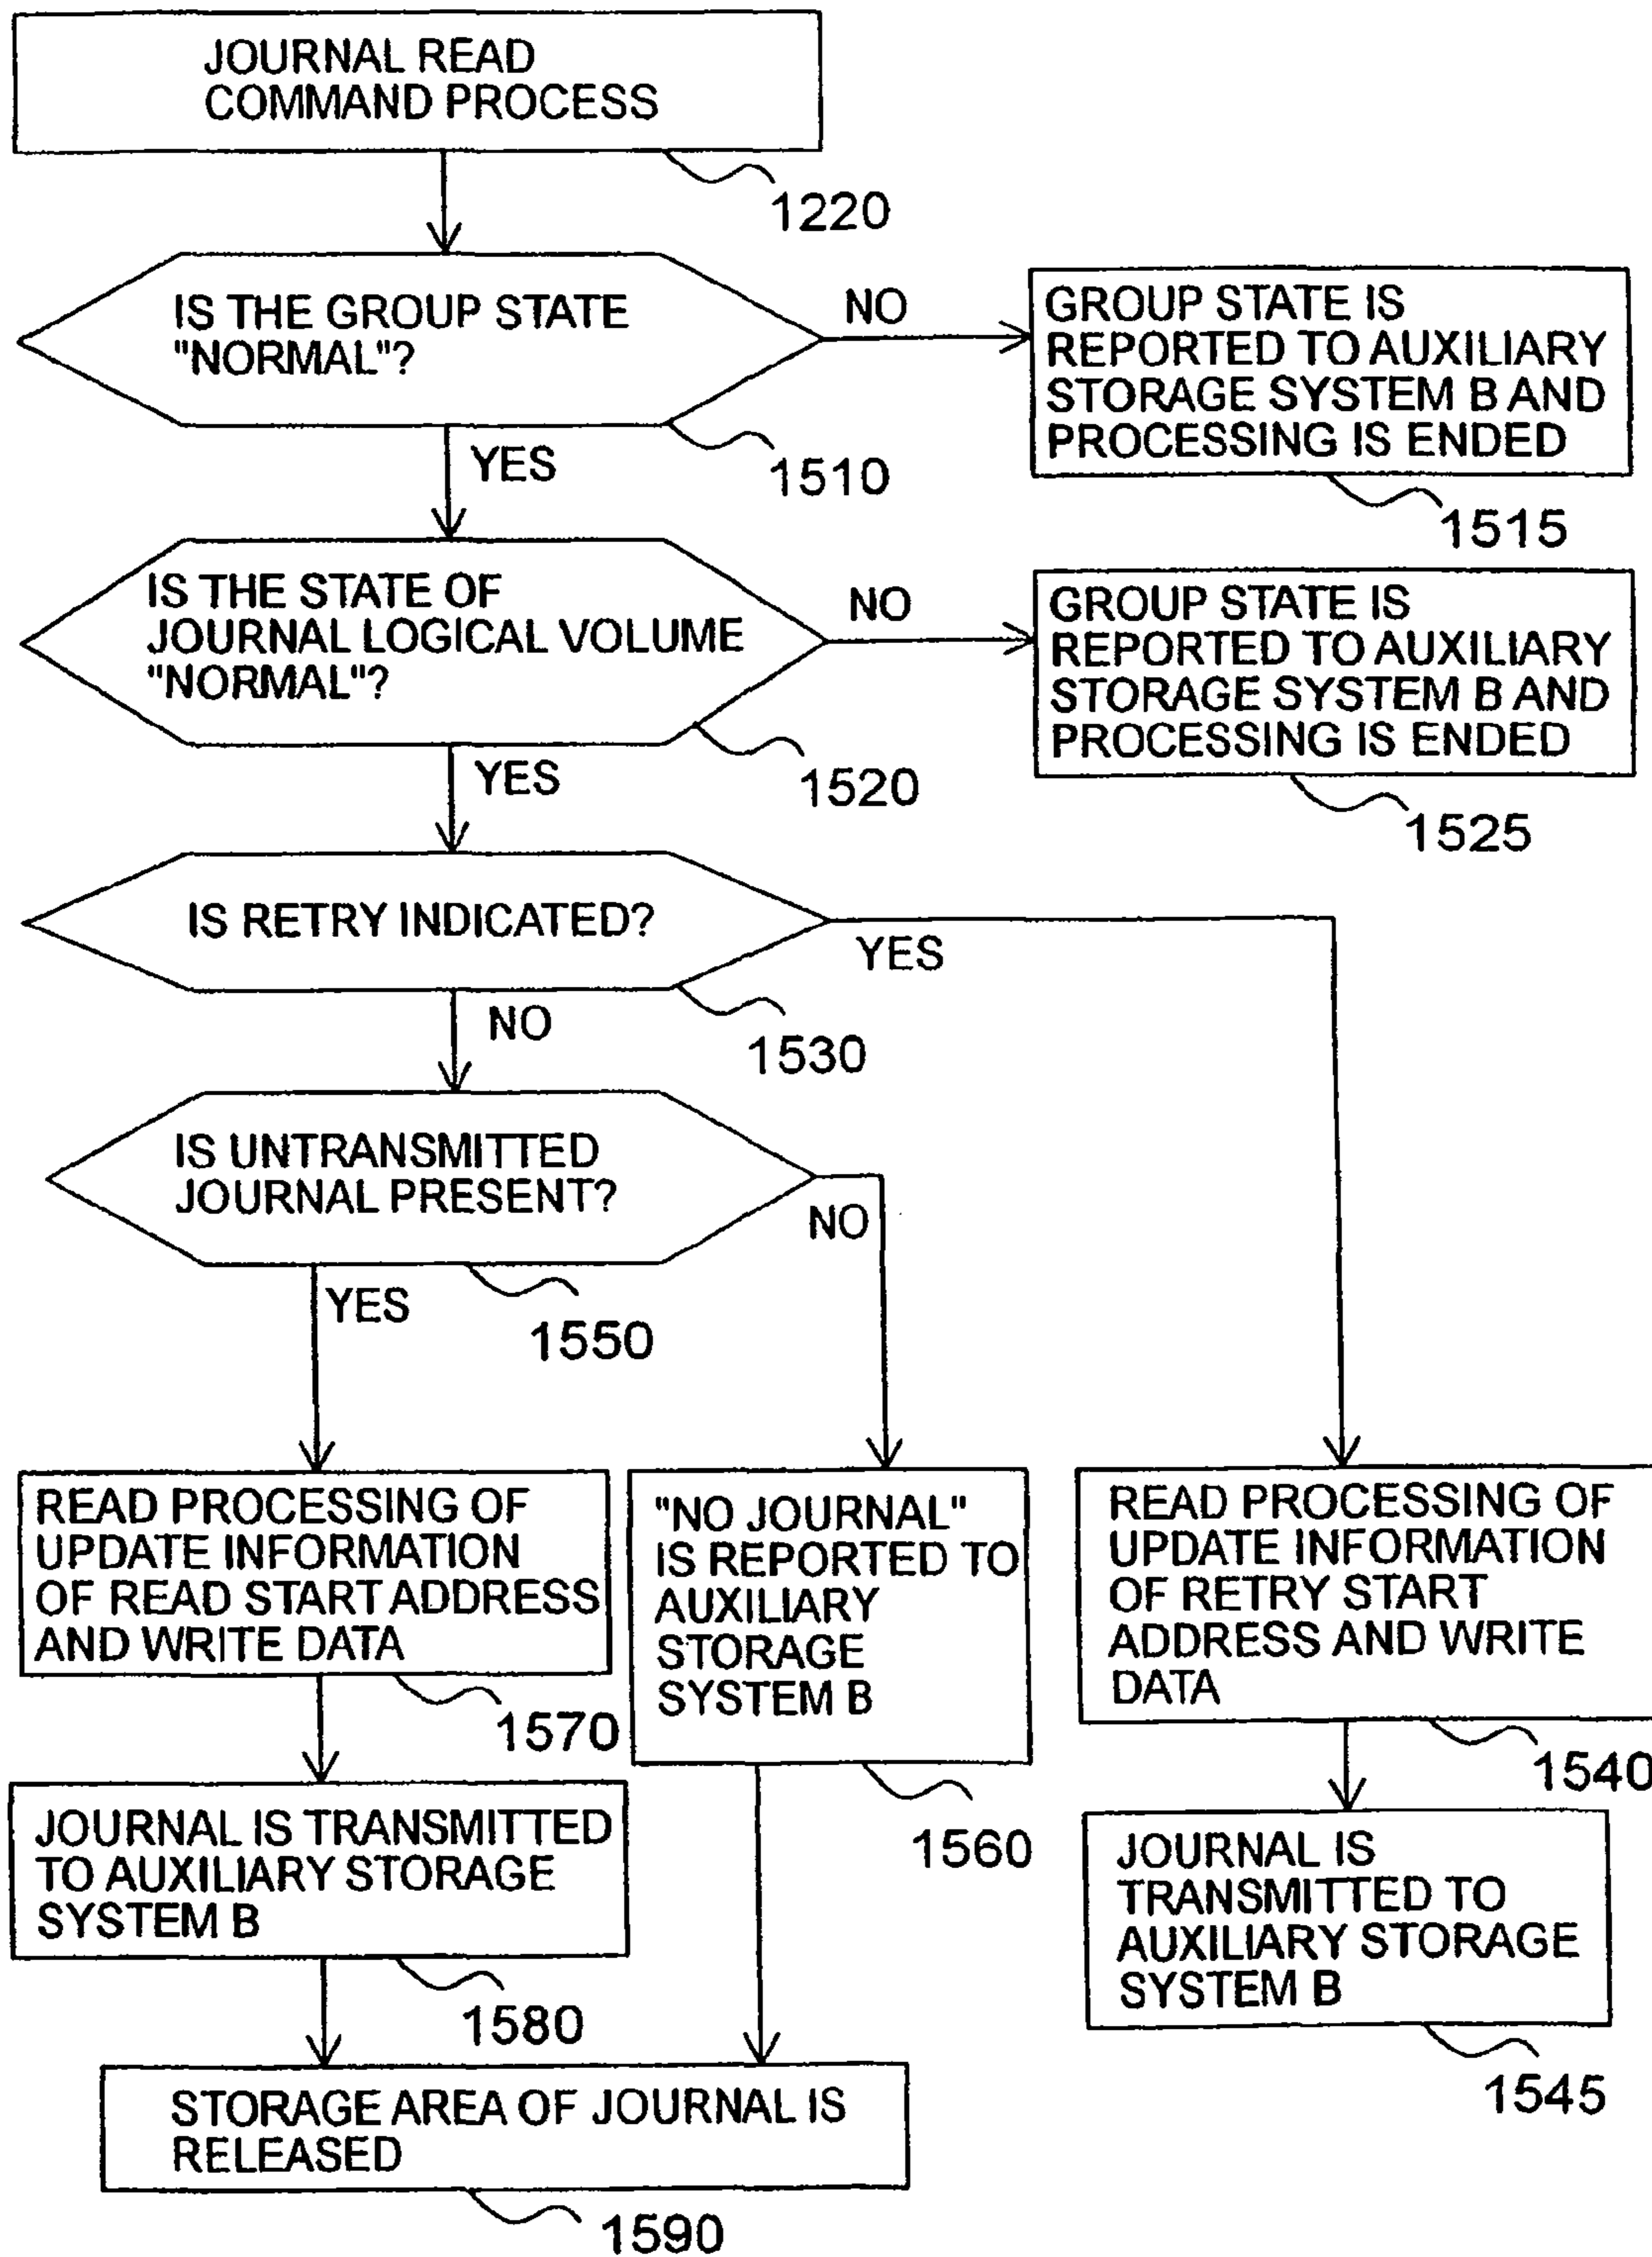 JOURNAL READ
COMMAND PROCESS
1220
IS THE GROUP STATE
"NORMAL"?
NO
GROUP STATE IS
REPORTED TO AUXILIARY
STORAGE SYSTEM B AND
PROCESSING IS ENDED
YES
1510
1515
IS THE STATE OF
JOURNAL LOGICAL VOLUME
"NORMAL"?
NO
GROUP STATE IS
REPORTED TO AUXILIARY
STORAGE SYSTEM B AND
PROCESSING IS ENDED
YES
1520
1525
IS RETRY INDICATED?
YES
NO
1530
IS UNTRANSMITTED
JOURNAL PRESENT?
NO
YES
1550
READ PROCESSING OF
UPDATE INFORMATION
OF READ START ADDRESS
AND WRITE DATA
1570
"NO JOURNAL"
IS REPORTED TO
AUXILIARY
STORAGE
SYSTEM B
1560
READ PROCESSING OF
UPDATE INFORMATION
OF RETRY START
ADDRESS AND WRITE
DATA
1540
JOURNAL IS TRANSMITTED
TO AUXILIARY STORAGE
SYSTEM B
1580
JOURNAL IS
TRANSMITTED TO
AUXILIARY STORAGE
SYSTEM B
1545
STORAGE AREA OF JOURNAL IS
RELEASED
1590